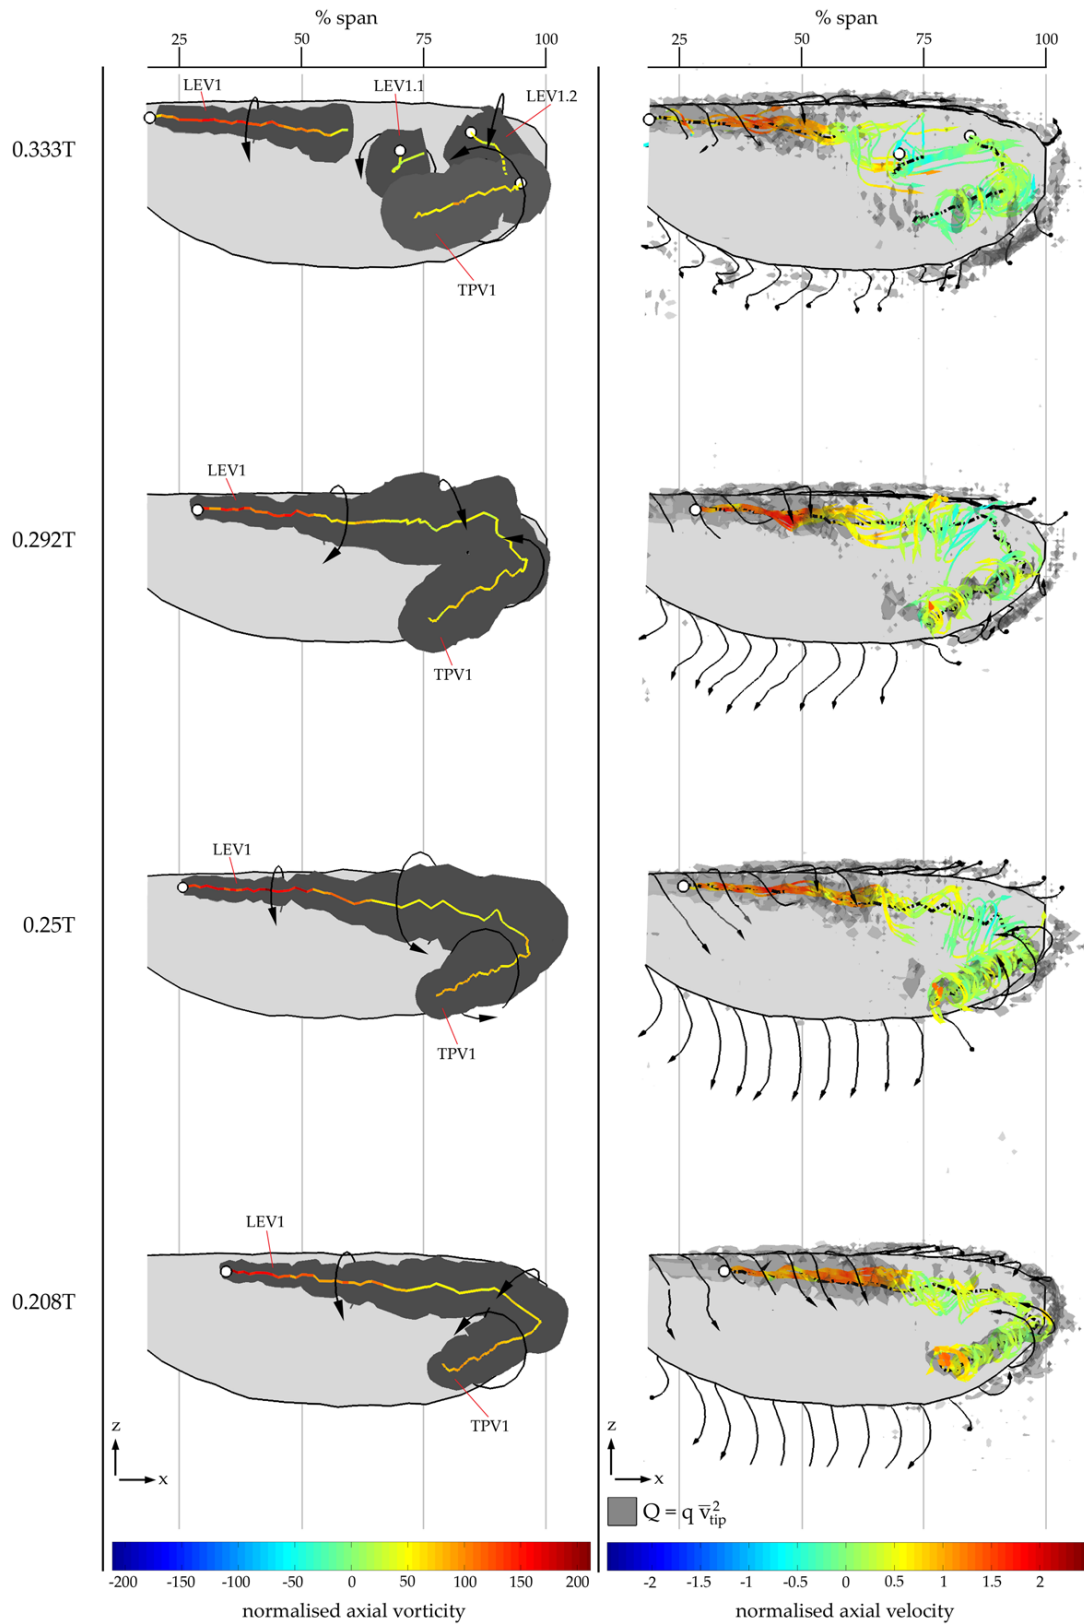 % span
% span
25 50 75 100
25 50 75 100
0.333T
LEV1
LEV1.1
LEV1.2
TPV1
0.292T
LEV1
TPV1
0.25T
LEV1
TPV1
0.208T
LEV1
TPV1
z
x
z
x
Q = q v̅²tip
-200 -150 -100 -50 0 50 100 150 200
normalised axial vorticity
-2 -1.5 -1 -0.5 0 0.5 1 1.5 2
normalised axial velocity